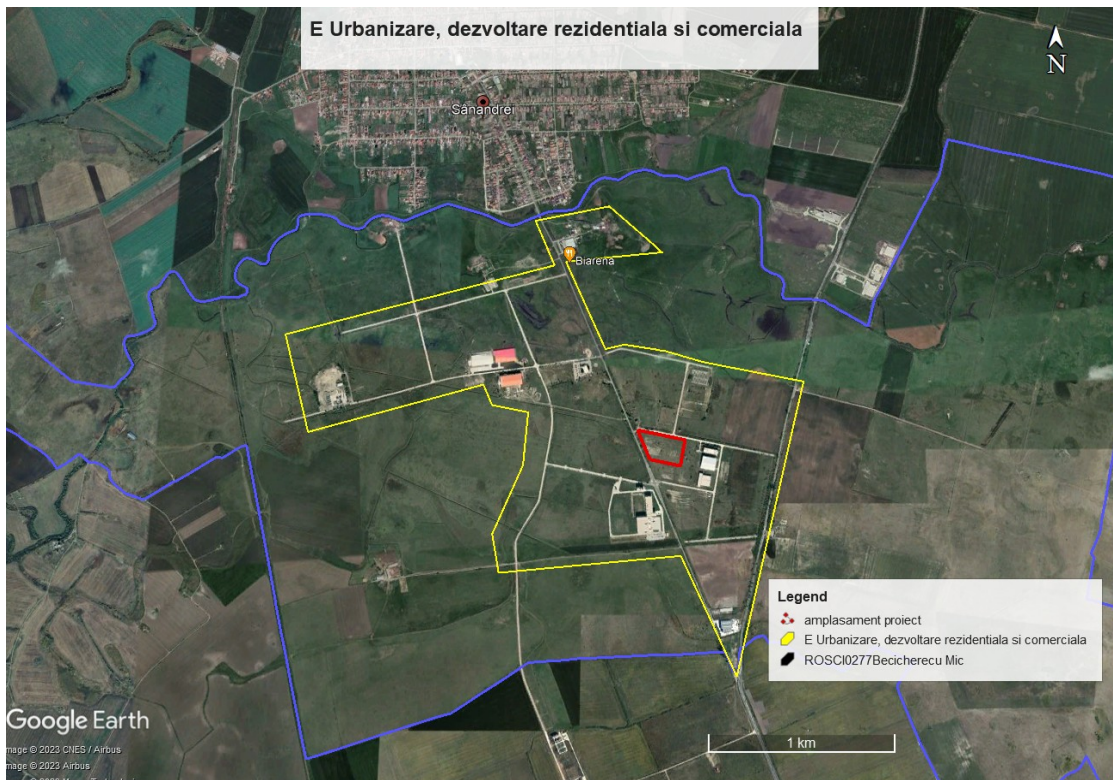 E Urbanizare, dezvoltare rezidentiala si comerciala
N
Sânandrei
Biarena
Legend
amplasament proiect
E Urbanizare, dezvoltare rezidentiala si comerciala
ROSCI0277Becicherecu Mic
1 km
Google Earth
mage © 2023 CNES / Airbus
mage © 2023 Airbus